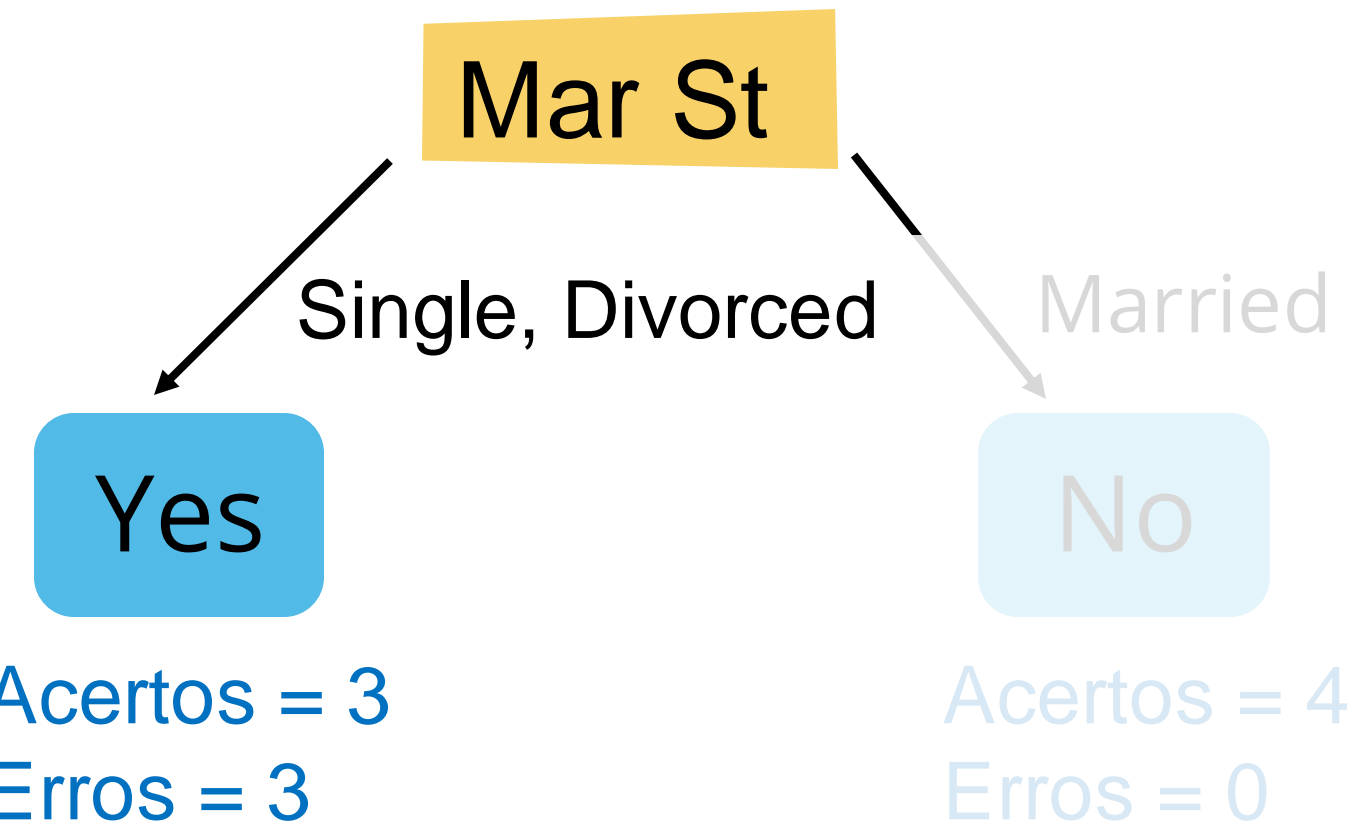 Mar St
Single, Divorced
Married
Yes
No
Acertos = 3
Erros = 3
Acertos = 4
Erros = 0